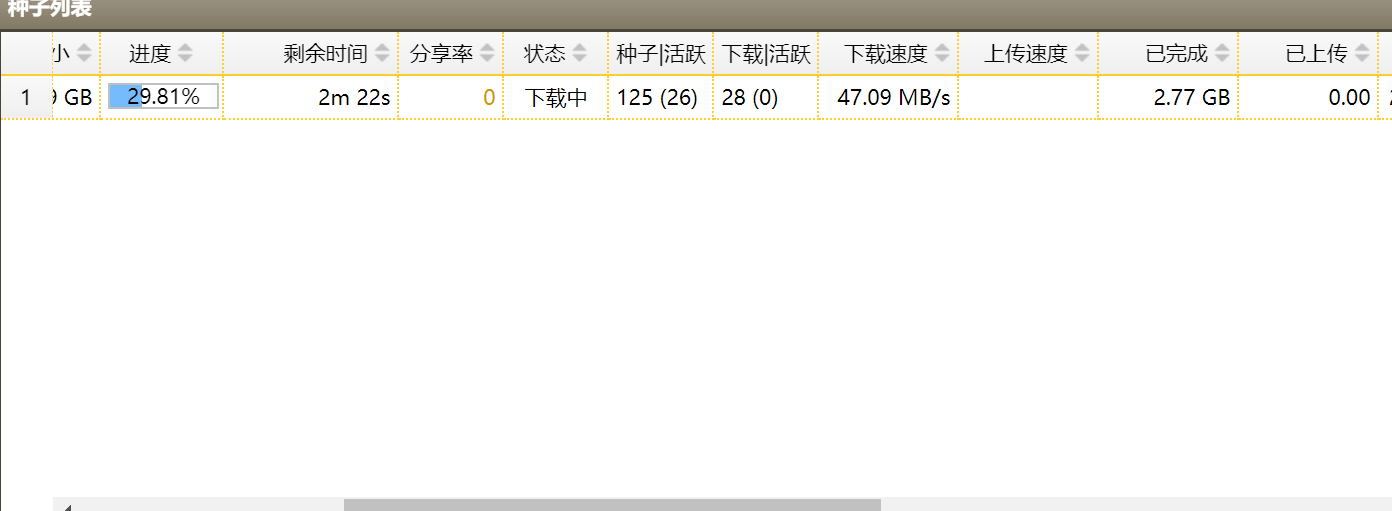 种子列表
小 进度 剩余时间 分享率 状态 种子|活跃 下载|活跃 下载速度 上传速度 已完成 已上传
1 9 GB 29.81% 2m 22s 0 下载中 125 (26) 28 (0) 47.09 MB/s 2.77 GB 0.00